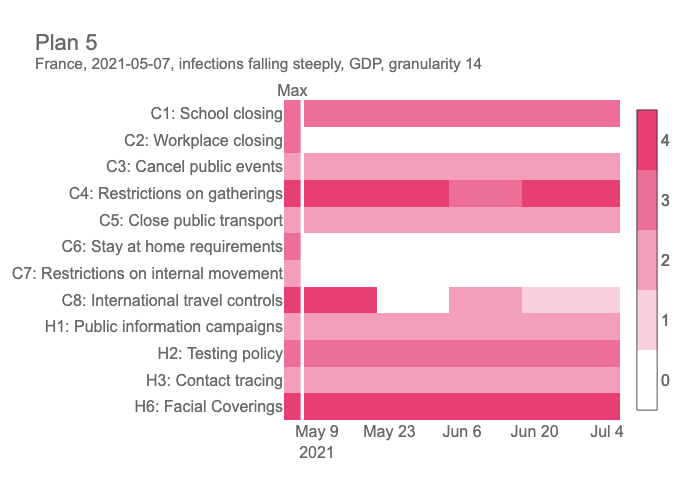 Plan 5
France, 2021-05-07, infections falling steeply, GDP, granularity 14
Max
C1: School closing
C2: Workplace closing
C3: Cancel public events
C4: Restrictions on gatherings
C5: Close public transport
C6: Stay at home requirements
C7: Restrictions on internal movement
C8: International travel controls
H1: Public information campaigns
H2: Testing policy
H3: Contact tracing
H6: Facial Coverings
4
3
2
1
0
May 9 May 23 Jun 6 Jun 20 Jul 4
2021